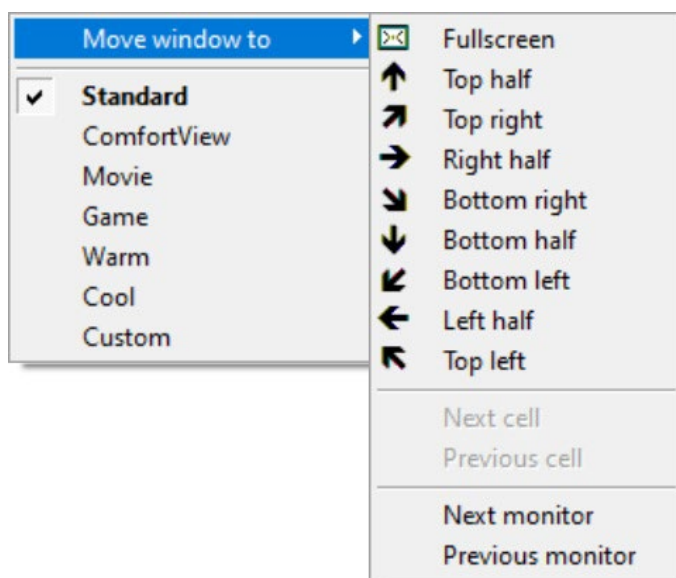 Move window to
Standard
ComfortView
Movie
Game
Warm
Cool
Custom
Fullscreen
Top half
Top right
Right half
Bottom right
Bottom half
Bottom left
Left half
Top left
Next cell
Previous cell
Next monitor
Previous monitor